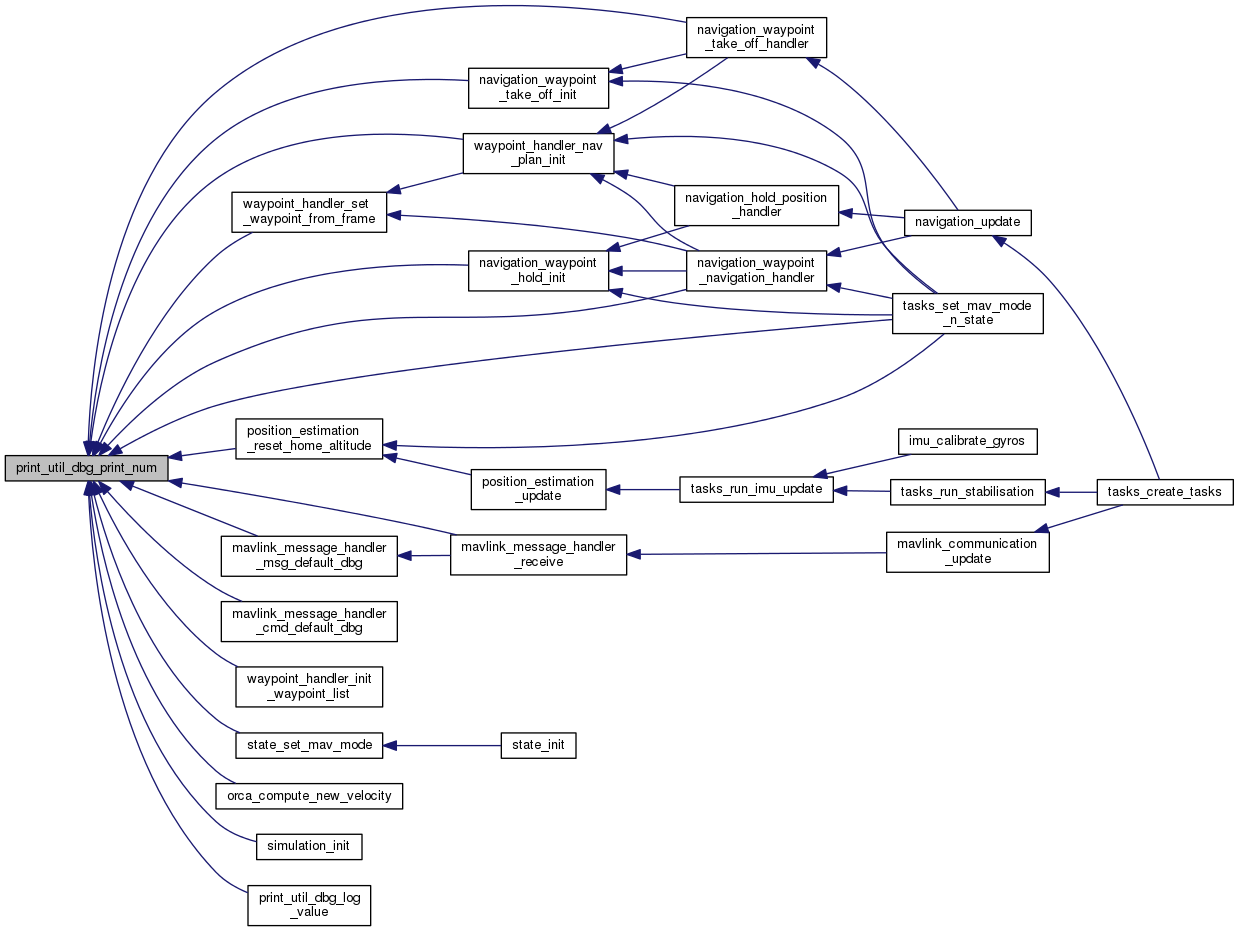 navigation_waypoint
_take_off_handler
navigation_waypoint
_take_off_init
waypoint_handler_nav
_plan_init
waypoint_handler_set
_waypoint_from_frame
navigation_hold_position
_handler
navigation_update
navigation_waypoint
_hold_init
navigation_waypoint
_navigation_handler
tasks_set_mav_mode
_n_state
position_estimation
_reset_home_altitude
imu_calibrate_gyros
print_util_dbg_print_num
position_estimation
_update
tasks_run_imu_update
tasks_run_stabilisation
tasks_create_tasks
mavlink_message_handler
_msg_default_dbg
mavlink_message_handler
_receive
mavlink_communication
_update
mavlink_message_handler
_cmd_default_dbg
waypoint_handler_init
_waypoint_list
state_set_mav_mode
state_init
orca_compute_new_velocity
simulation_init
print_util_dbg_log
_value